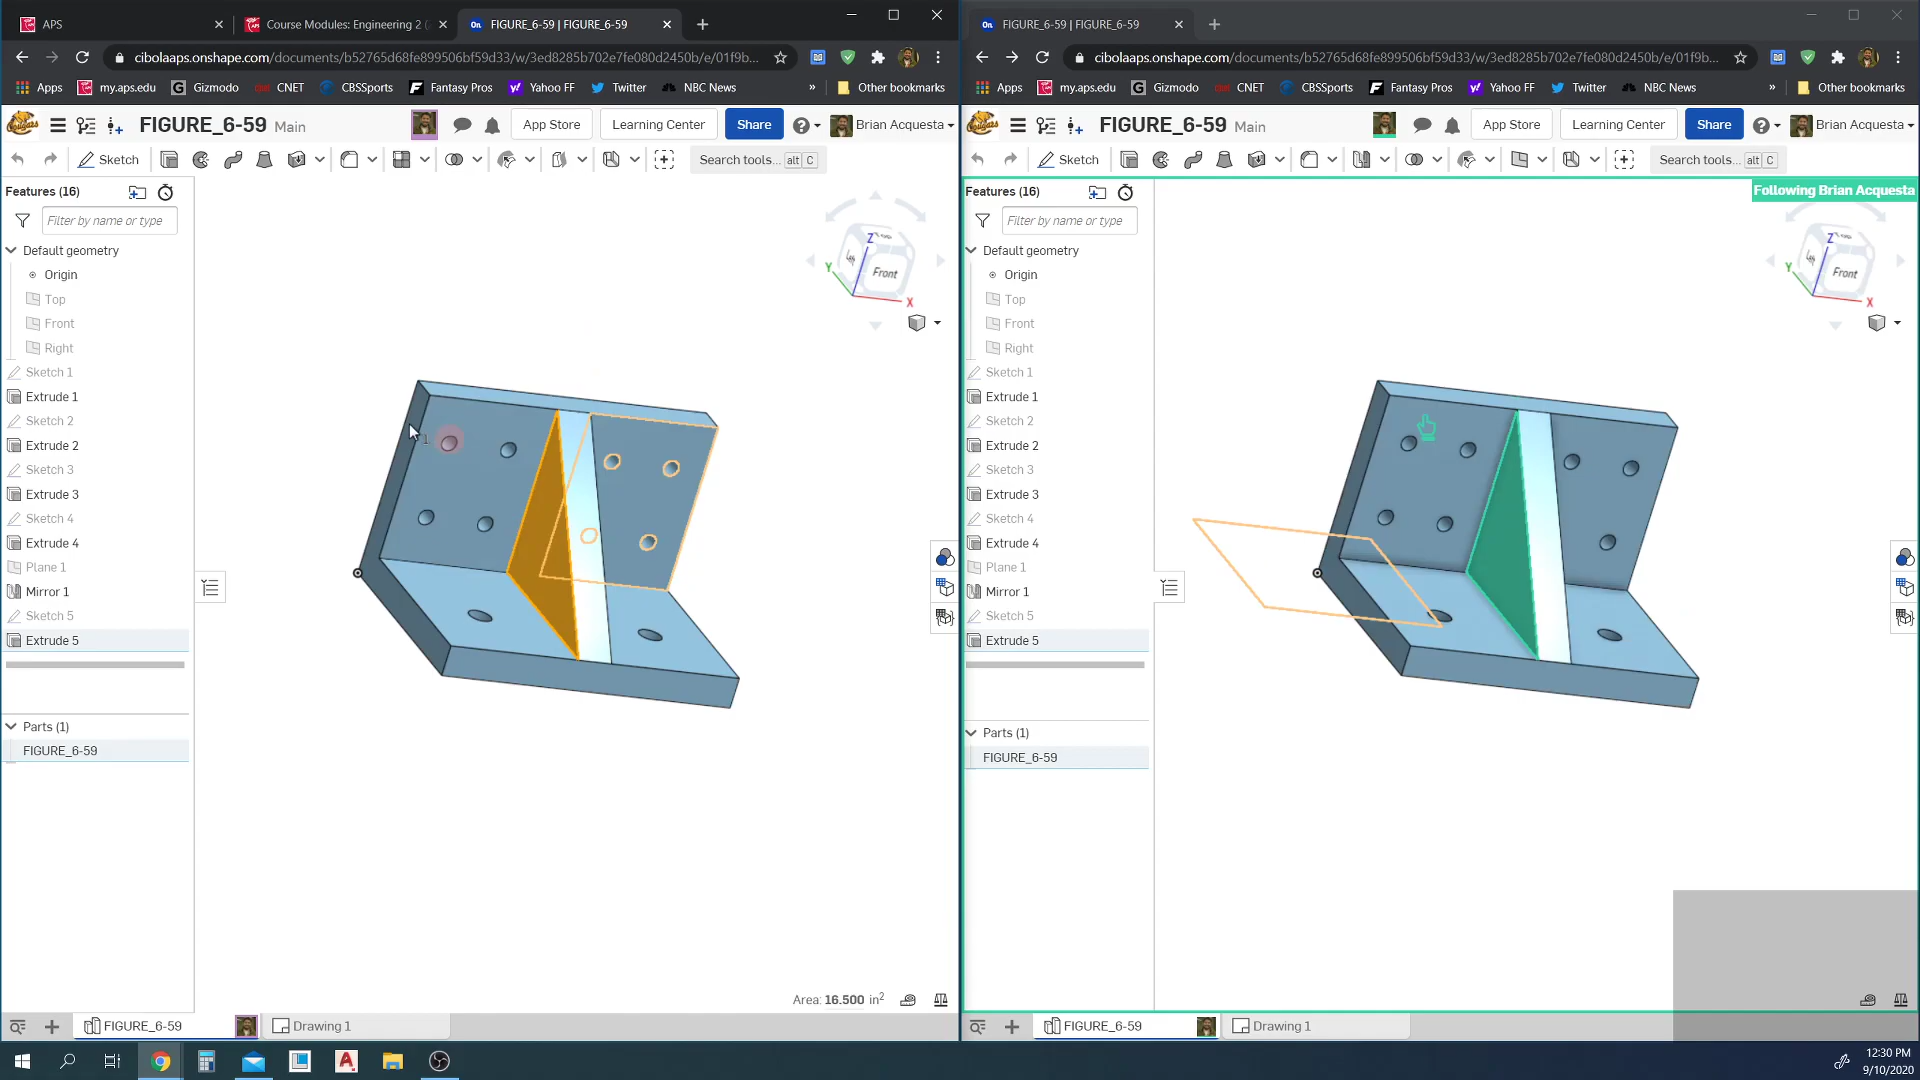 APS
Course Modules: Engineering 2 (
FIGURE_6-59 | FIGURE_6-59
cibolaaps.onshape.com/documents/b52765d68fe899506bf59d33/w/3ed8285b702e7fe080d2450b/e/01f9b...
Apps
my.aps.edu
Gizmodo
CNET
CBSSports
Fantasy Pros
Yahoo FF
Twitter
NBC News
»
Other bookmarks
FIGURE_6-59 Main
App Store
Learning Center
Share
Brian Acquesta
Sketch
Search tools... alt C
Features (16)
Filter by name or type
Default geometry
Origin
Top
Front
Right
Sketch 1
Extrude 1
Sketch 2
Extrude 2
Sketch 3
Extrude 3
Sketch 4
Extrude 4
Plane 1
Mirror 1
Sketch 5
Extrude 5
Parts (1)
FIGURE_6-59
Z
Y
X
Left
Front
1
Area: 16.500 in²
FIGURE_6-59
Drawing 1
FIGURE_6-59 | FIGURE_6-59
cibolaaps.onshape.com/documents/b52765d68fe899506bf59d33/w/3ed8285b702e7fe080d2450b/e/01f9b...
Apps
my.aps.edu
Gizmodo
CNET
CBSSports
Fantasy Pros
Yahoo FF
Twitter
NBC News
»
Other bookmarks
FIGURE_6-59 Main
App Store
Learning Center
Share
Brian Acquesta
Sketch
Search tools... alt C
Features (16)
Following Brian Acquesta
Filter by name or type
Default geometry
Origin
Top
Front
Right
Sketch 1
Extrude 1
Sketch 2
Extrude 2
Sketch 3
Extrude 3
Sketch 4
Extrude 4
Plane 1
Mirror 1
Sketch 5
Extrude 5
Parts (1)
FIGURE_6-59
Z
Y
X
Left
Front
FIGURE_6-59
Drawing 1
12:30 PM
9/10/2020